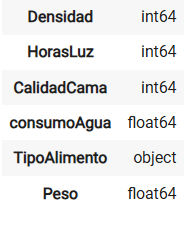 Densidad int64
HorasLuz int64
CalidadCama int64
consumoAgua float64
TipoAlimento object
Peso float64